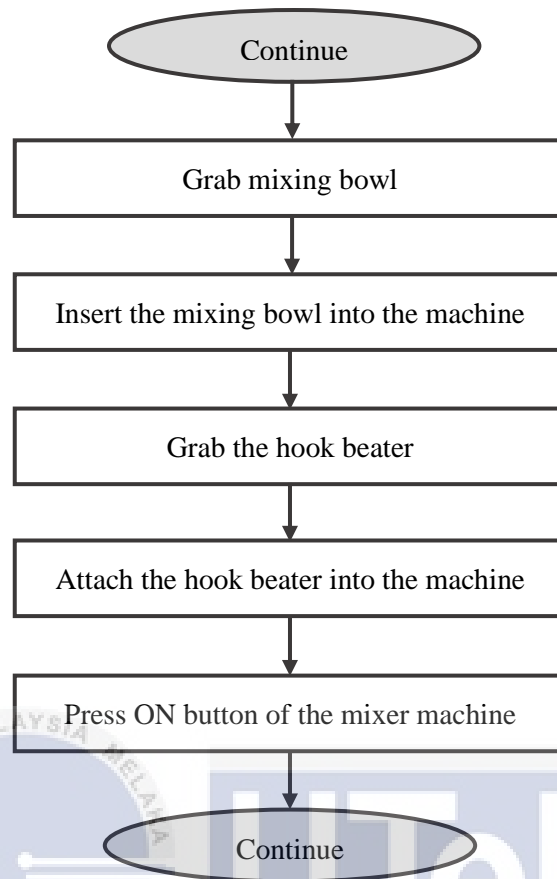 Continue
Grab mixing bowl
Insert the mixing bowl into the machine
Grab the hook beater
Attach the hook beater into the machine
Press ON button of the mixer machine
Continue